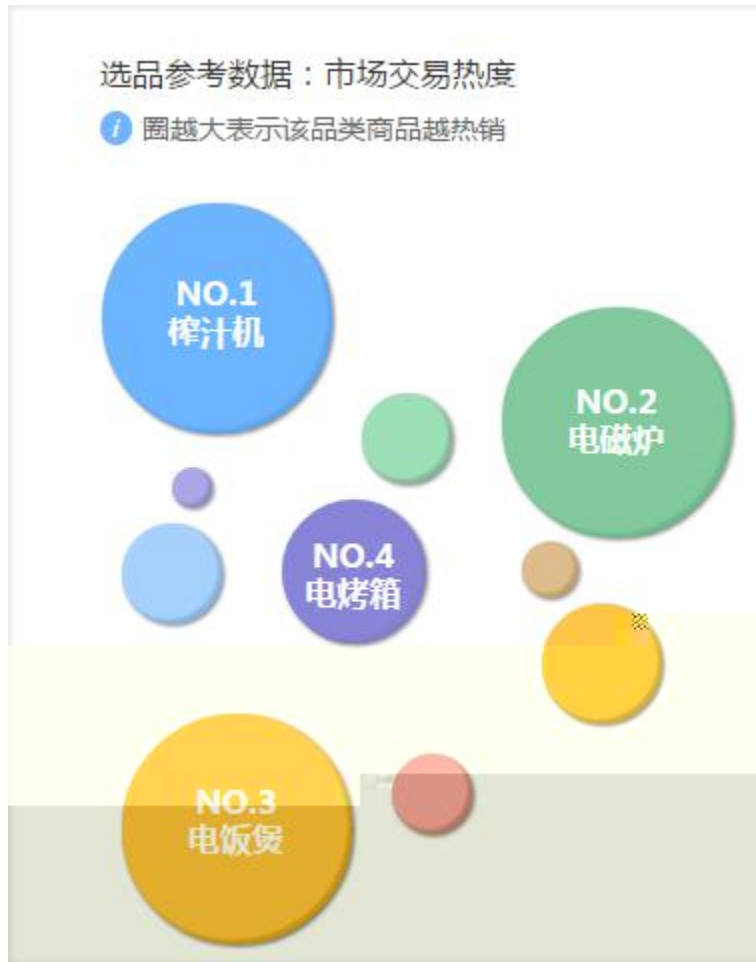 选品参考数据：市场交易热度
i 圈越大表示该品类商品越热销
NO.1
榨汁机
NO.2
电磁炉
NO.4
电烤箱
NO.3
电饭煲